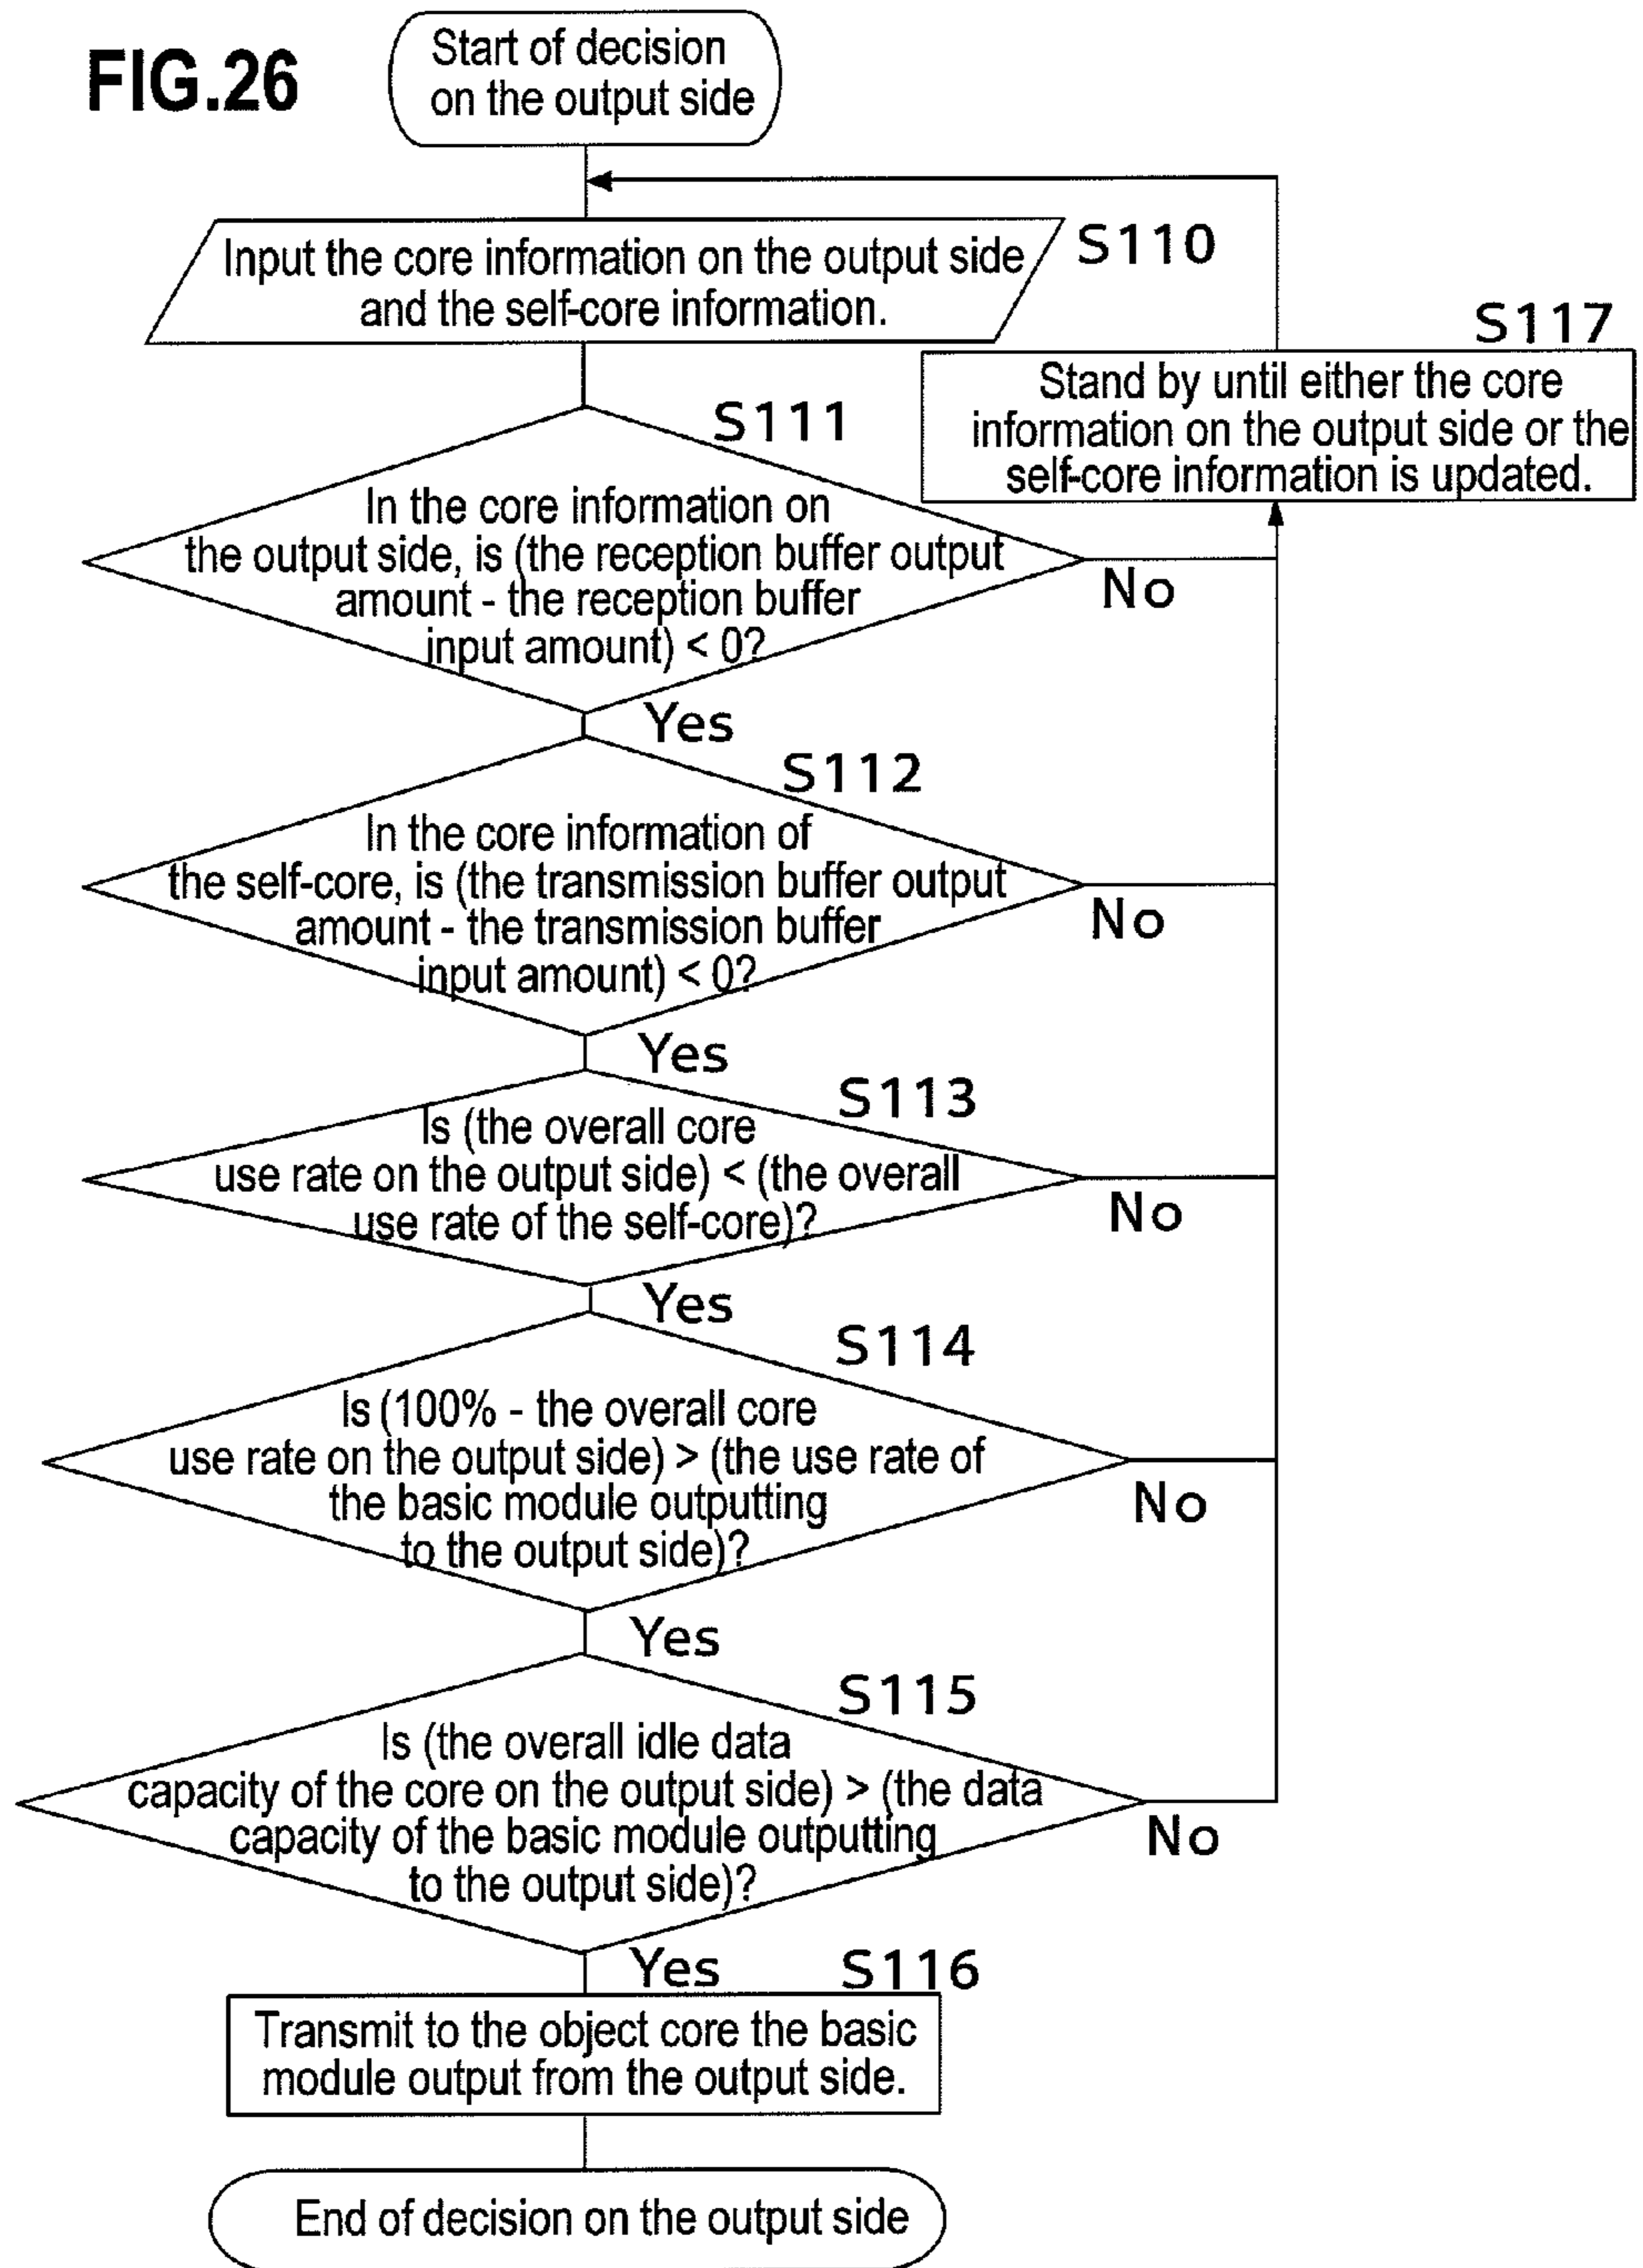 FIG.26
Start of decision
on the output side
Input the core information on the output side
and the self-core information.
S110
S117
Stand by until either the core
information on the output side or the
self-core information is updated.
S111
In the core information on
the output side, is (the reception buffer output
amount - the reception buffer
input amount) < 0?
No
Yes
S112
In the core information of
the self-core, is (the transmission buffer output
amount - the transmission buffer
input amount) < 0?
No
Yes
S113
Is (the overall core
use rate on the output side) < (the overall
use rate of the self-core)?
No
Yes
S114
Is (100% - the overall core
use rate on the output side) > (the use rate of
the basic module outputting
to the output side)?
No
Yes
S115
Is (the overall idle data
capacity of the core on the output side) > (the data
capacity of the basic module outputting
to the output side)?
No
Yes
S116
Transmit to the object core the basic
module output from the output side.
End of decision on the output side